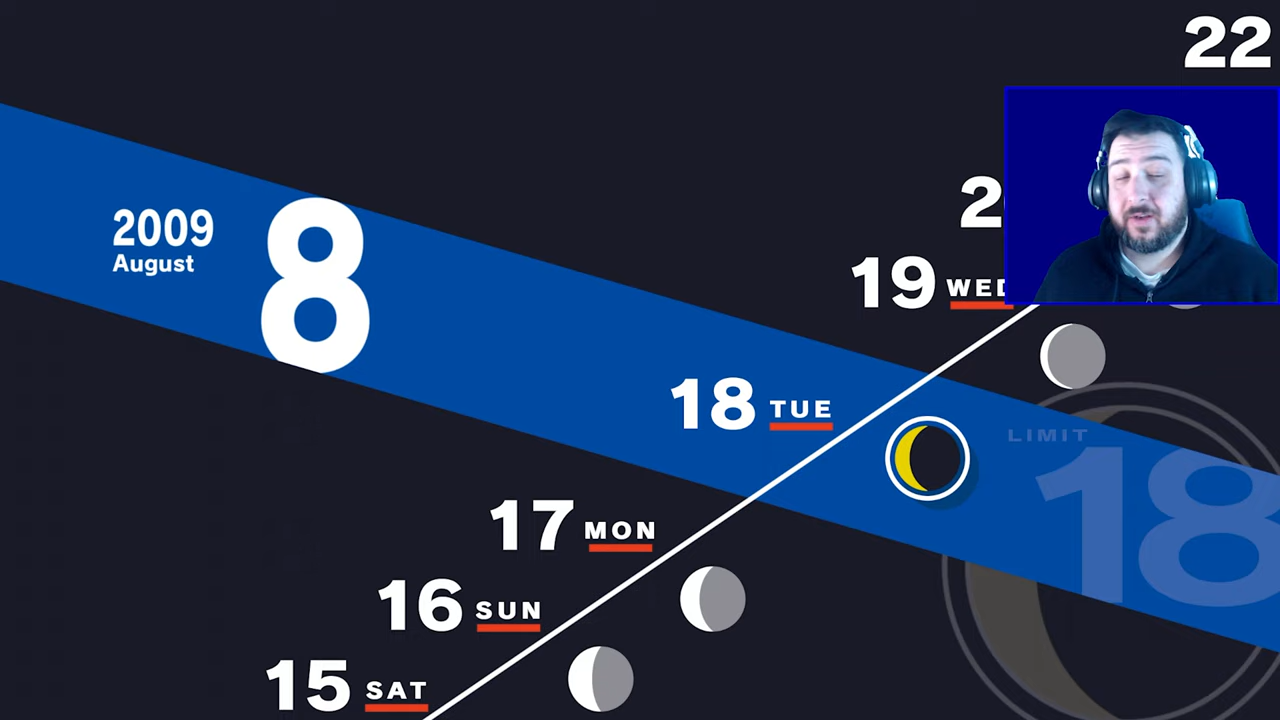 22
2009
August
8
19 WED
18 TUE
LIMIT
18
17 MON
16 SUN
15 SAT